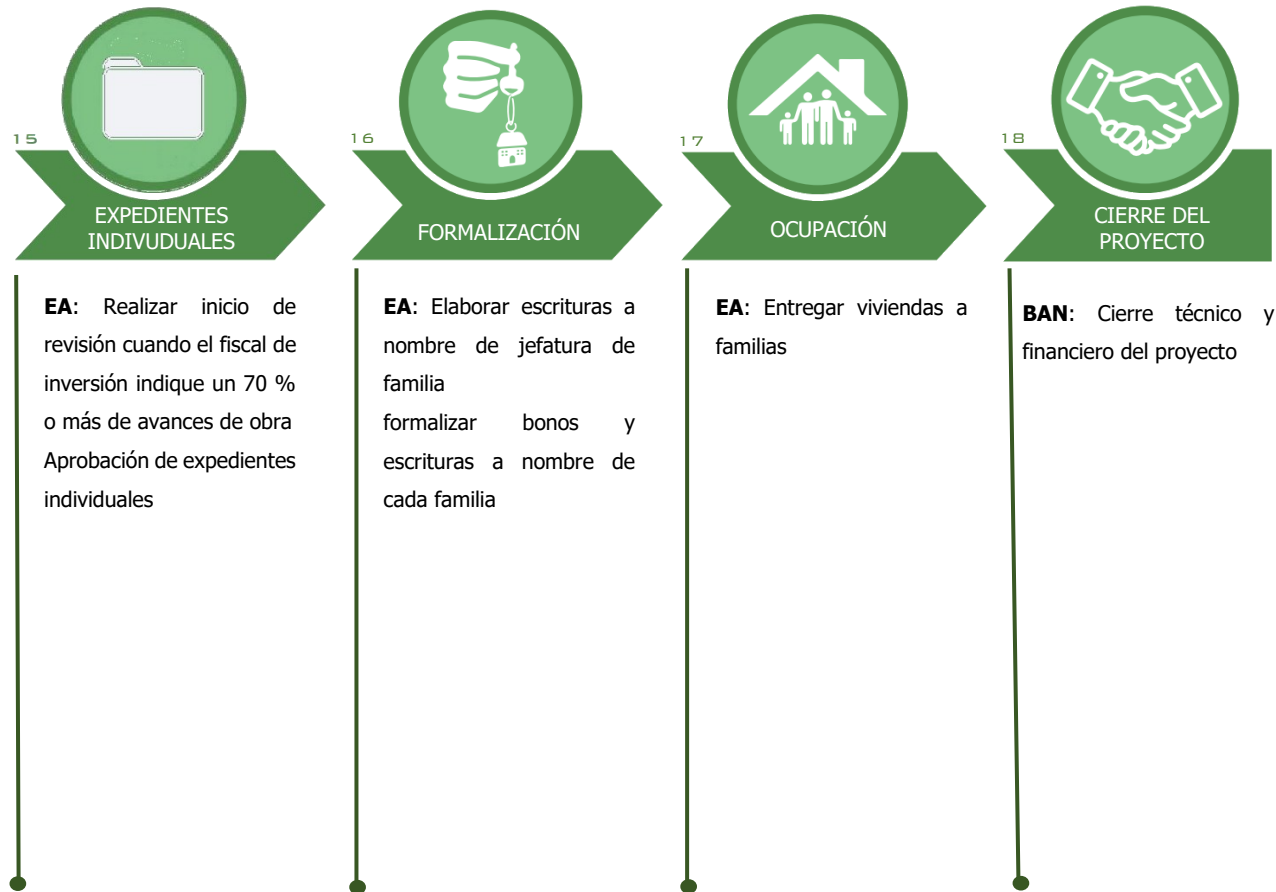 15
EXPEDIENTES
INDIVUDUALES
EA: Realizar inicio de
revisión cuando el fiscal de
inversión indique un 70 %
o más de avances de obra
Aprobación de expedientes
individuales
16
FORMALIZACIÓN
EA: Elaborar escrituras a
nombre de jefatura de
familia
formalizar bonos y
escrituras a nombre de
cada familia
17
OCUPACIÓN
EA: Entregar viviendas a
familias
18
CIERRE DEL
PROYECTO
BAN: Cierre técnico y
financiero del proyecto